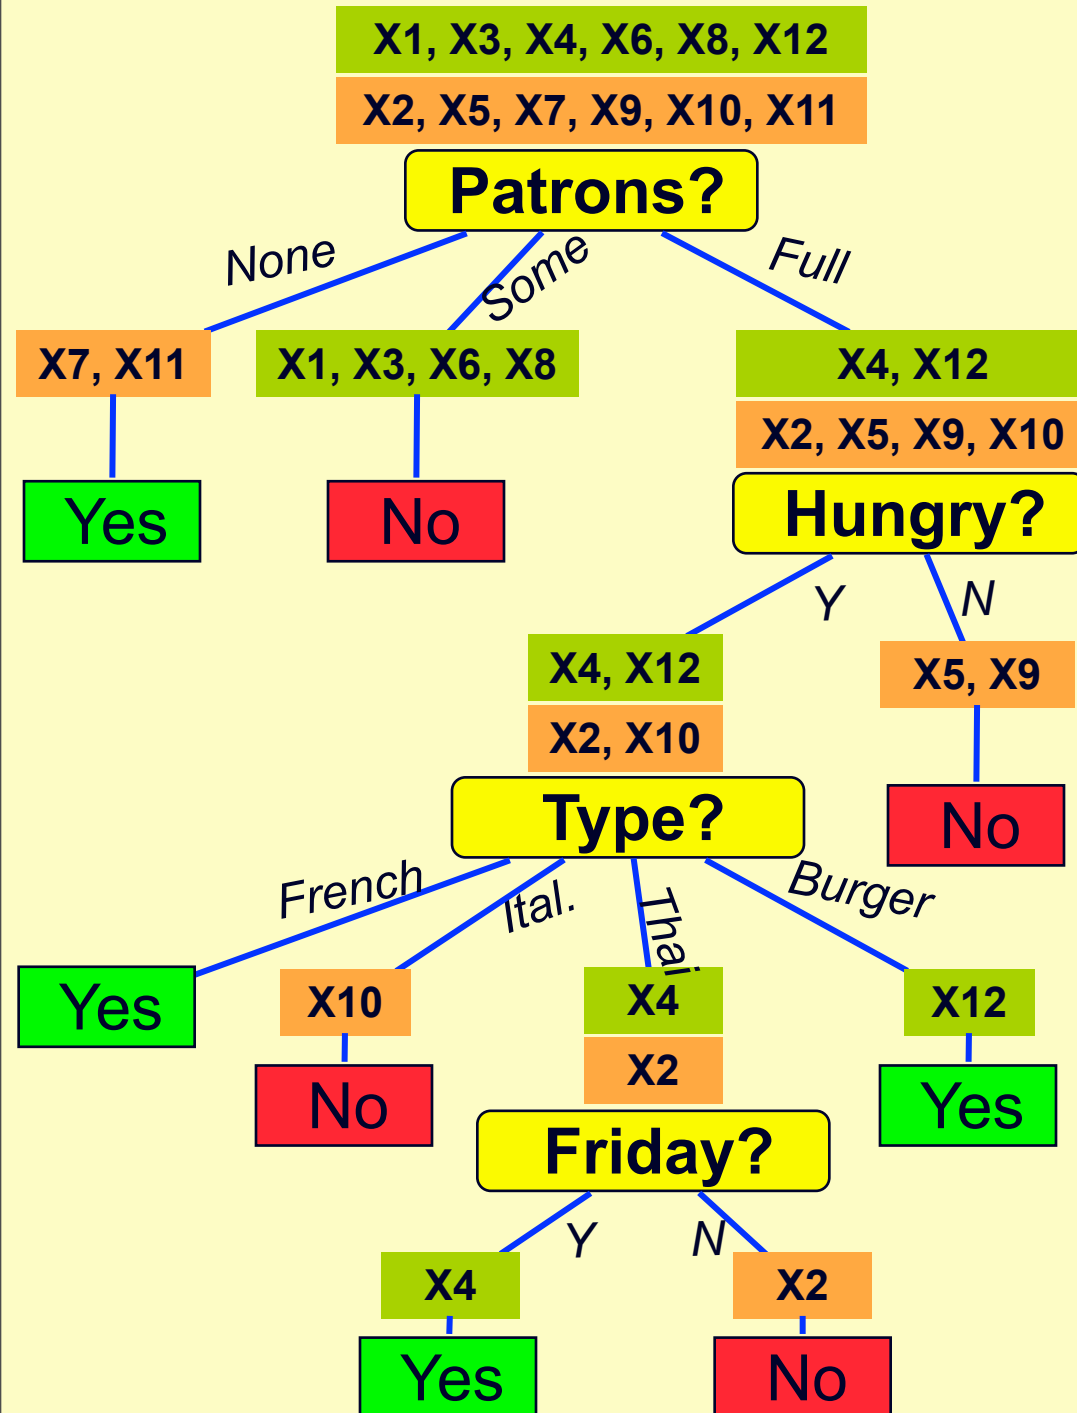 X1, X3, X4, X6, X8, X12
X2, X5, X7, X9, X10, X11
Patrons?
None
Some
Full
X7, X11
X1, X3, X6, X8
X4, X12
X2, X5, X9, X10
Yes
No
Hungry?
Y
N
X4, X12
X2, X10
X5, X9
Type?
No
French
Ital.
Thai
Burger
Yes
X10
X4
X2
X12
No
Yes
Friday?
Y
N
X4
X2
Yes
No